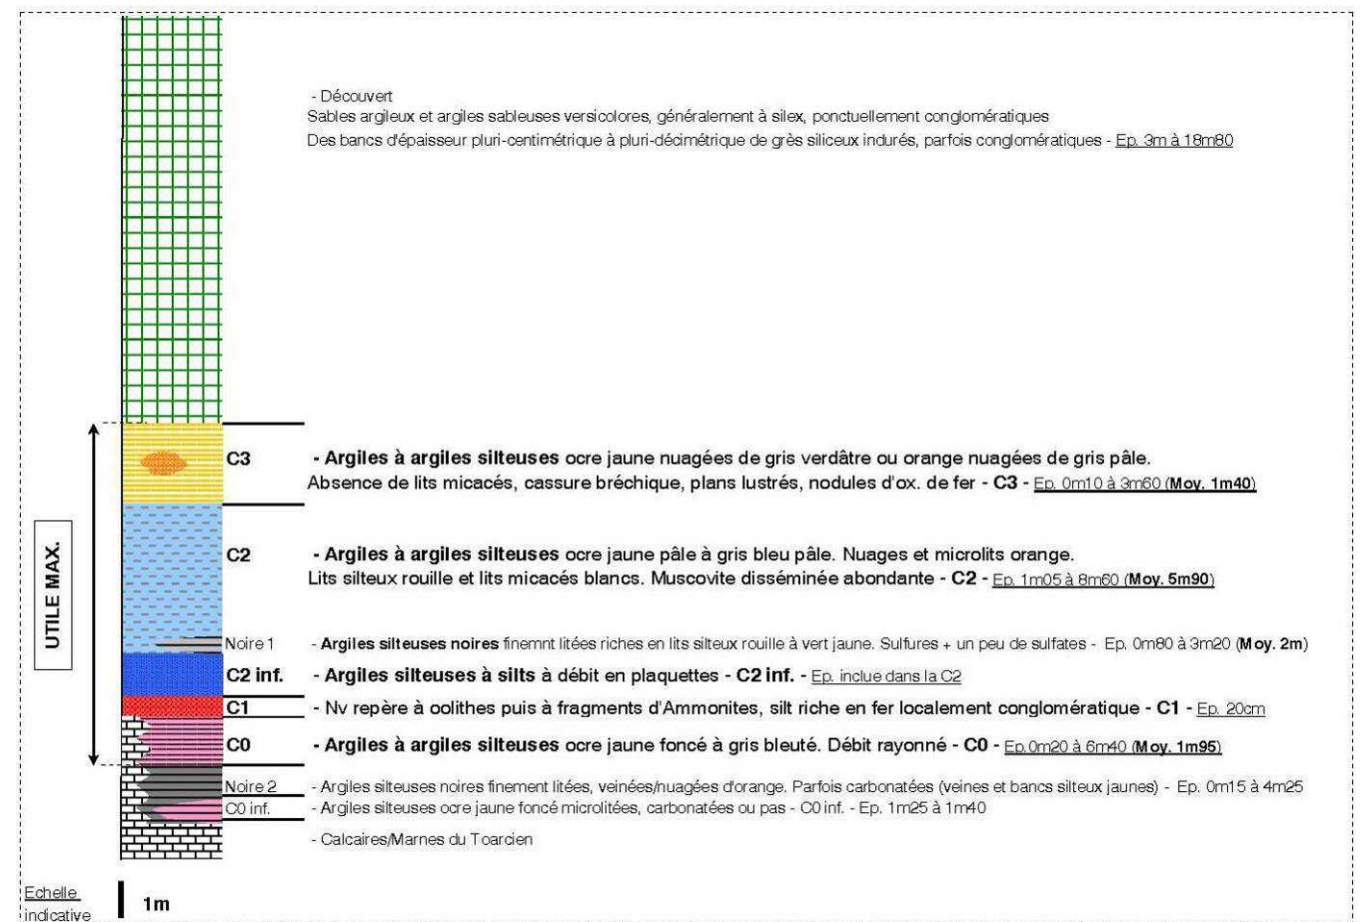 - Découvert
Sables argileux et argiles sableuses versicolores, généralement à silex, ponctuellement conglomératiques
Des bancs d'épaisseur pluri-centimétrique à pluri-décimétrique de grès siliceux indurés, parfois conglomératiques - Ep. 3m à 18m80
UTILE MAX.
C3 - Argiles à argiles silteuses ocre jaune nuagées de gris verdâtre ou orange nuagées de gris pâle.
Absence de lits micacés, cassure bréchique, plans lustrés, nodules d'ox. de fer - C3 - Ep. 0m10 à 3m60 (Moy. 1m40)
C2 - Argiles à argiles silteuses ocre jaune pâle à gris bleu pâle. Nuages et microlits orange.
Lits silteux rouille et lits micacés blancs. Muscovite disséminée abondante - C2 - Ep. 1m05 à 8m60 (Moy. 5m90)
Noire 1 - Argiles silteuses noires finemnt litées riches en lits silteux rouille à vert jaune. Sulfures + un peu de sulfates - Ep. 0m80 à 3m20 (Moy. 2m)
C2 inf. - Argiles silteuses à silts à débit en plaquettes - C2 inf. - Ep. inclue dans la C2
C1 - Nv repère à oolithes puis à fragments d'Ammonites, silt riche en fer localement conglomératique - C1 - Ep. 20cm
C0 - Argiles à argiles silteuses ocre jaune foncé à gris bleuté. Débit rayonné - C0 - Ep.0m20 à 6m40 (Moy. 1m95)
Noire 2 - Argiles silteuses noires finement litées, veinées/nuagées d'orange. Parfois carbonatées (veines et bancs silteux jaunes) - Ep. 0m15 à 4m25
C0 inf. - Argiles silteuses ocre jaune foncé microlitées, carbonatées ou pas - C0 inf. - Ep. 1m25 à 1m40
- Calcaires/Marnes du Toarcien
Echelle
indicative
1m